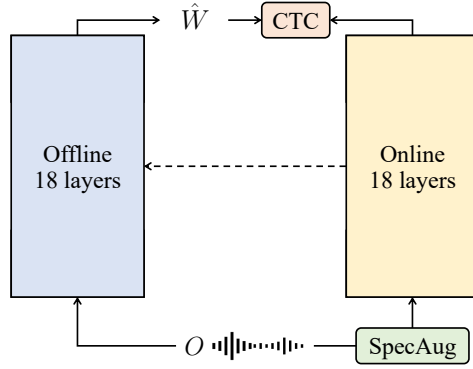 Ŵ
CTC
Offline
18 layers
Online
18 layers
O
SpecAug